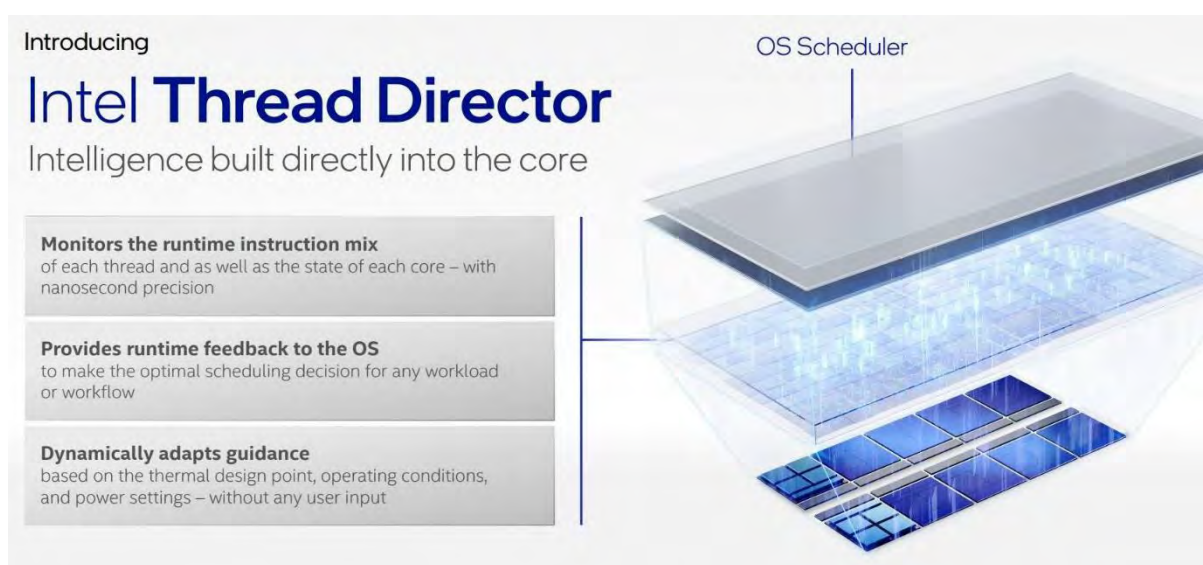 Introducing
Intel Thread Director
Intelligence built directly into the core
Monitors the runtime instruction mix
of each thread and as well as the state of each core – with
nanosecond precision
Provides runtime feedback to the OS
to make the optimal scheduling decision for any workload
or workflow
Dynamically adapts guidance
based on the thermal design point, operating conditions,
and power settings – without any user input
OS Scheduler